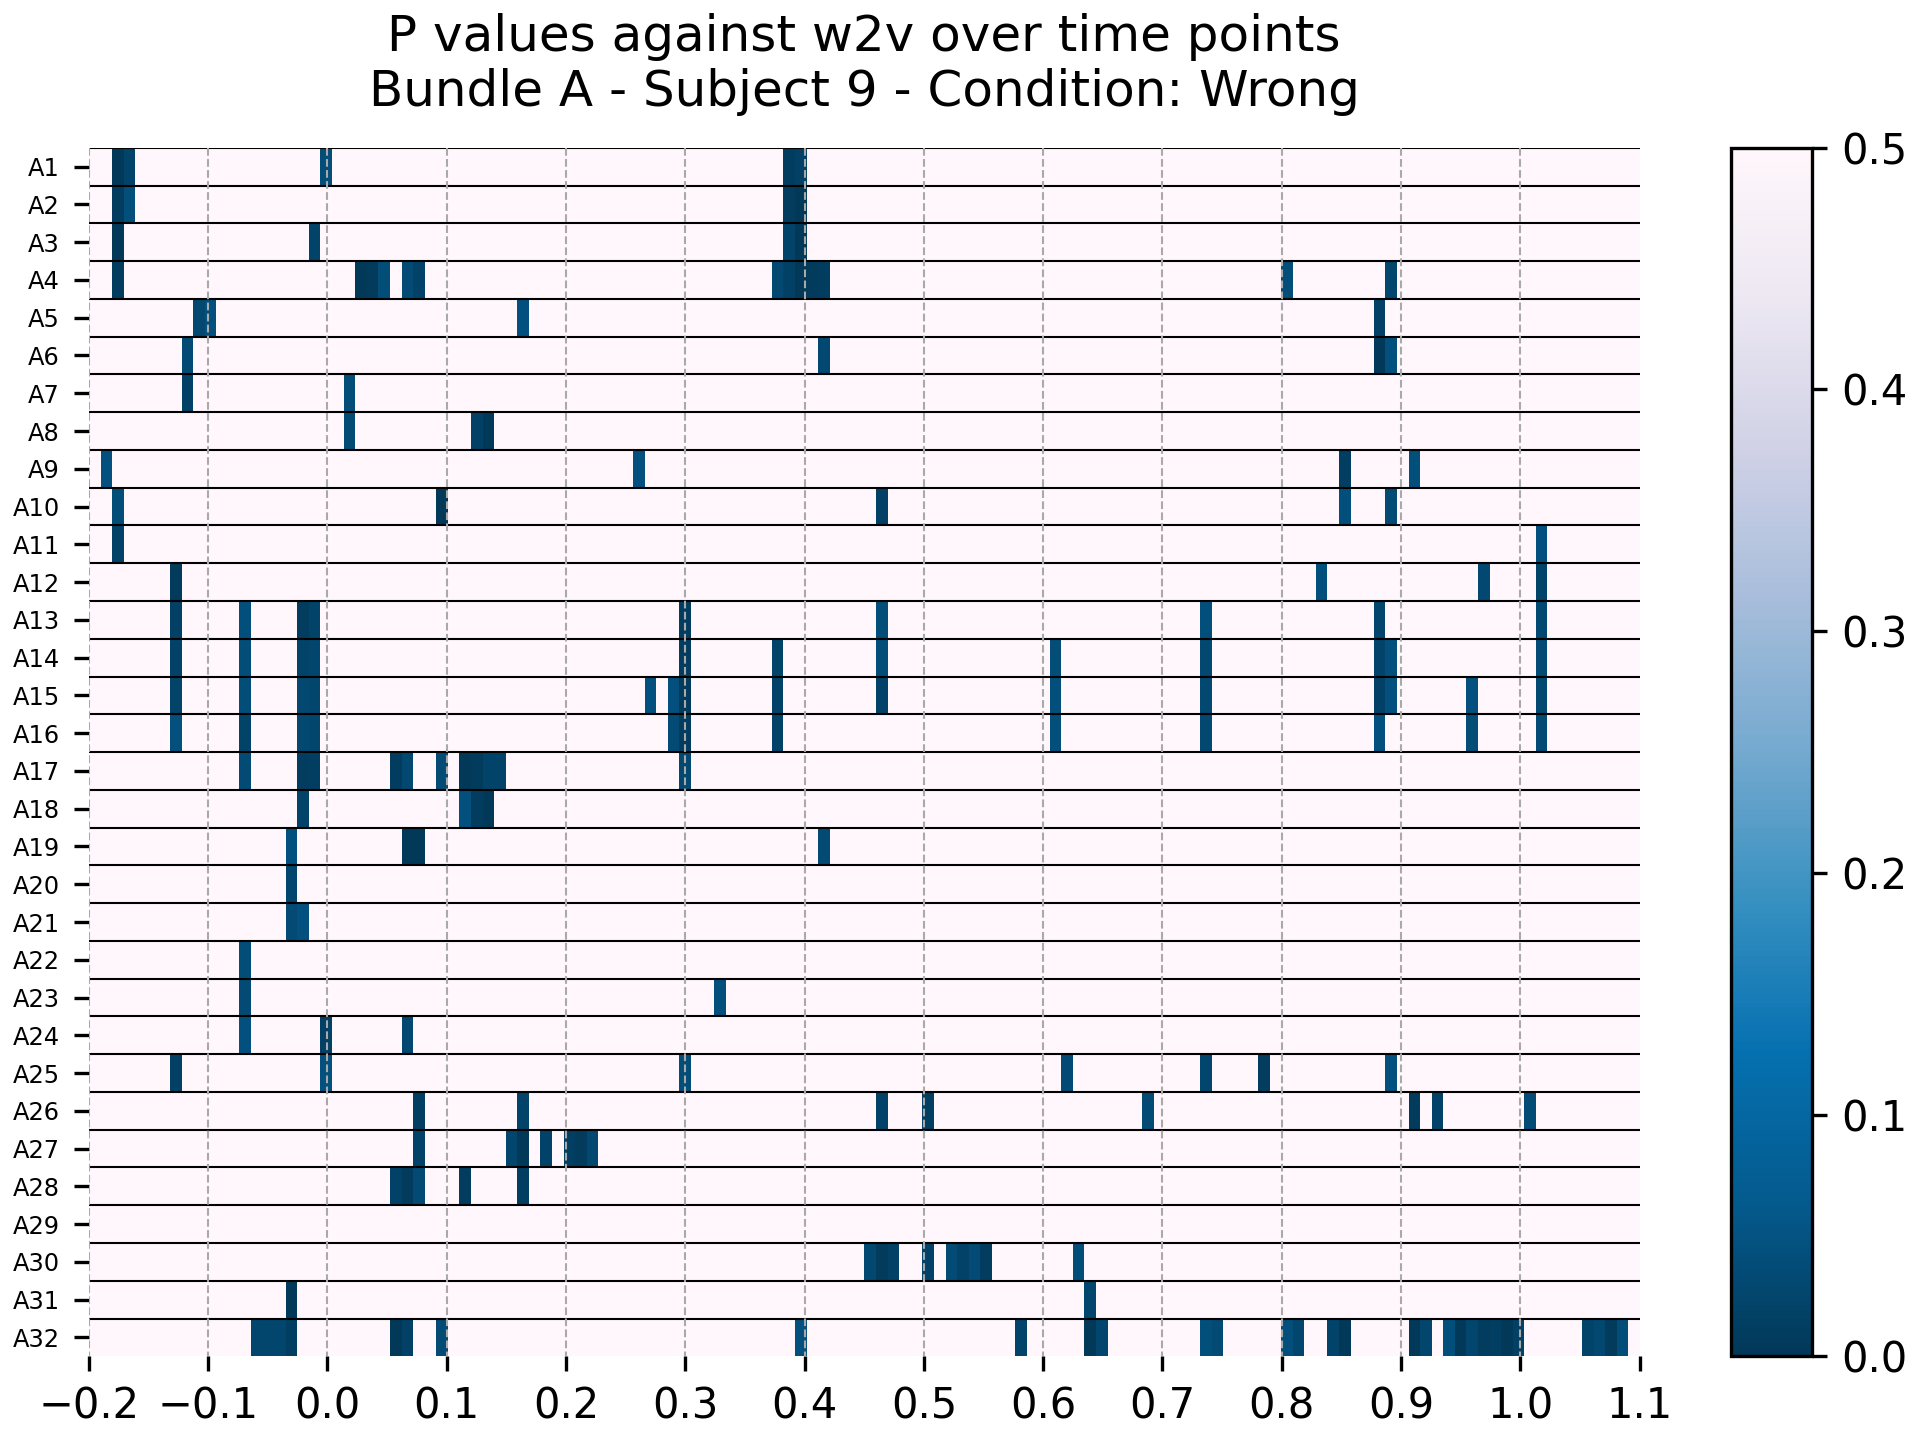 P values against w2v over time points
Bundle A - Subject 9 - Condition: Wrong
A1
A2
A3
A4
A5
A6
A7
A8
A9
A10
A11
A12
A13
A14
A15
A16
A17
A18
A19
A20
A21
A22
A23
A24
A25
A26
A27
A28
A29
A30
A31
A32
−0.2 −0.1 0.0 0.1 0.2 0.3 0.4 0.5 0.6 0.7 0.8 0.9 1.0 1.1
0.5
0.4
0.3
0.2
0.1
0.0